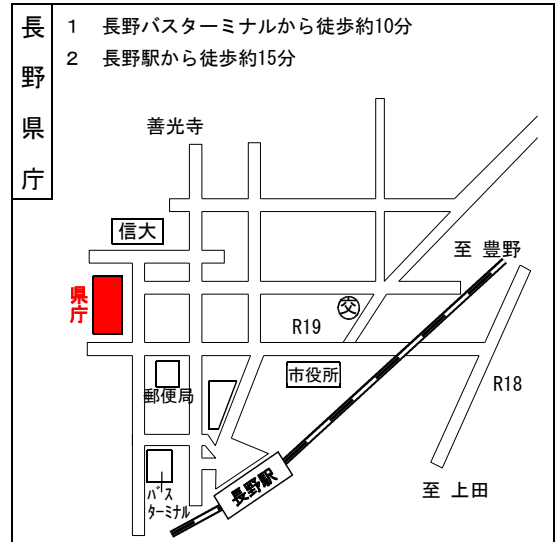 長野県庁
1 長野バスターミナルから徒歩約10分
2 長野駅から徒歩約15分
善光寺
信大
至 豊野
県庁
交
R19
市役所
郵便局
R18
バス
ターミナル
長野駅
至 上田